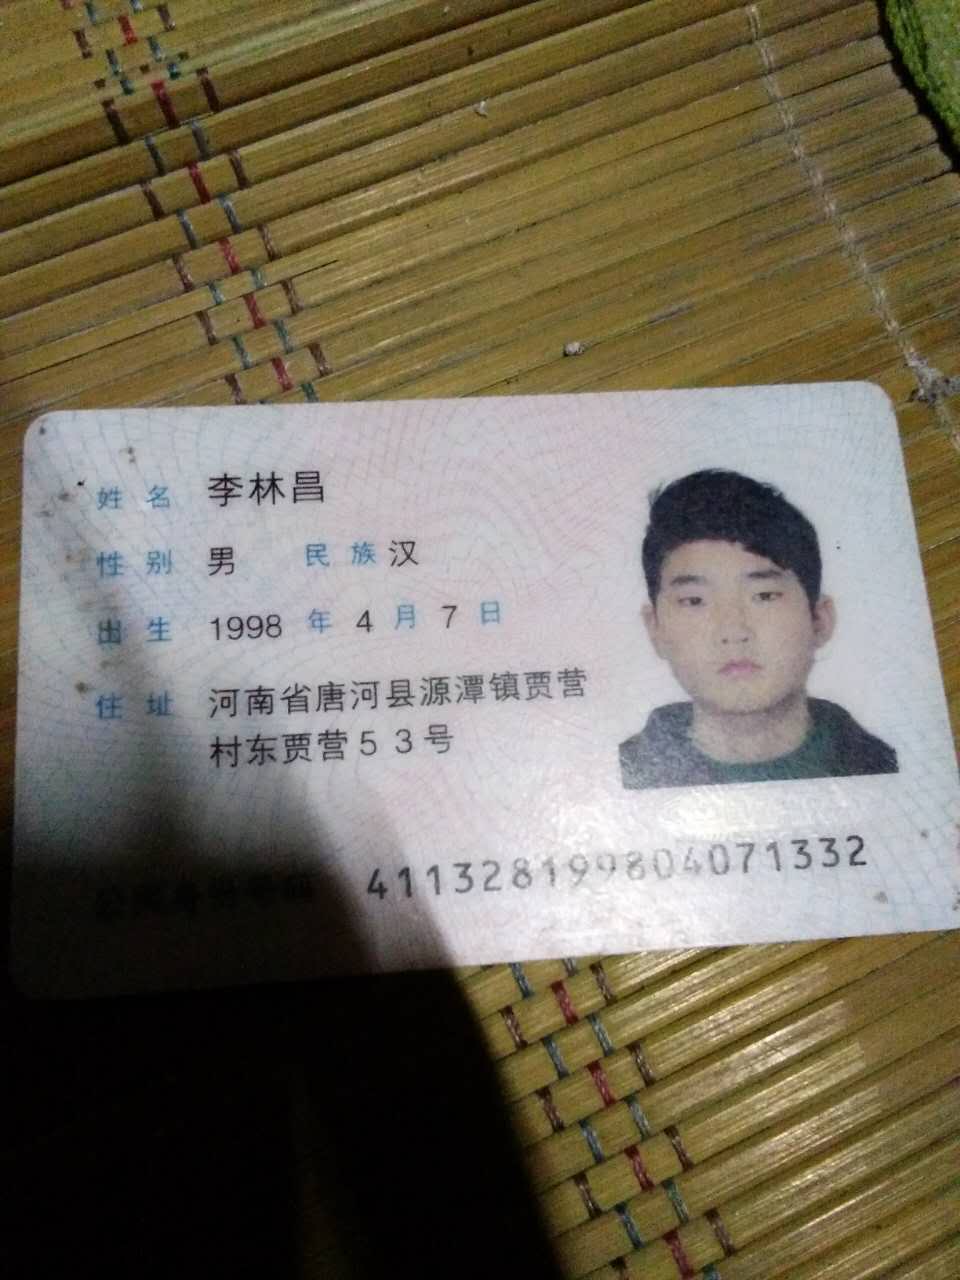 姓名 李林昌
性别 男 民族 汉
出生 1998 年 4 月 7 日
住址 河南省唐河县源潭镇贾营
村东贾营53号
公民身份号码 411328199804071332